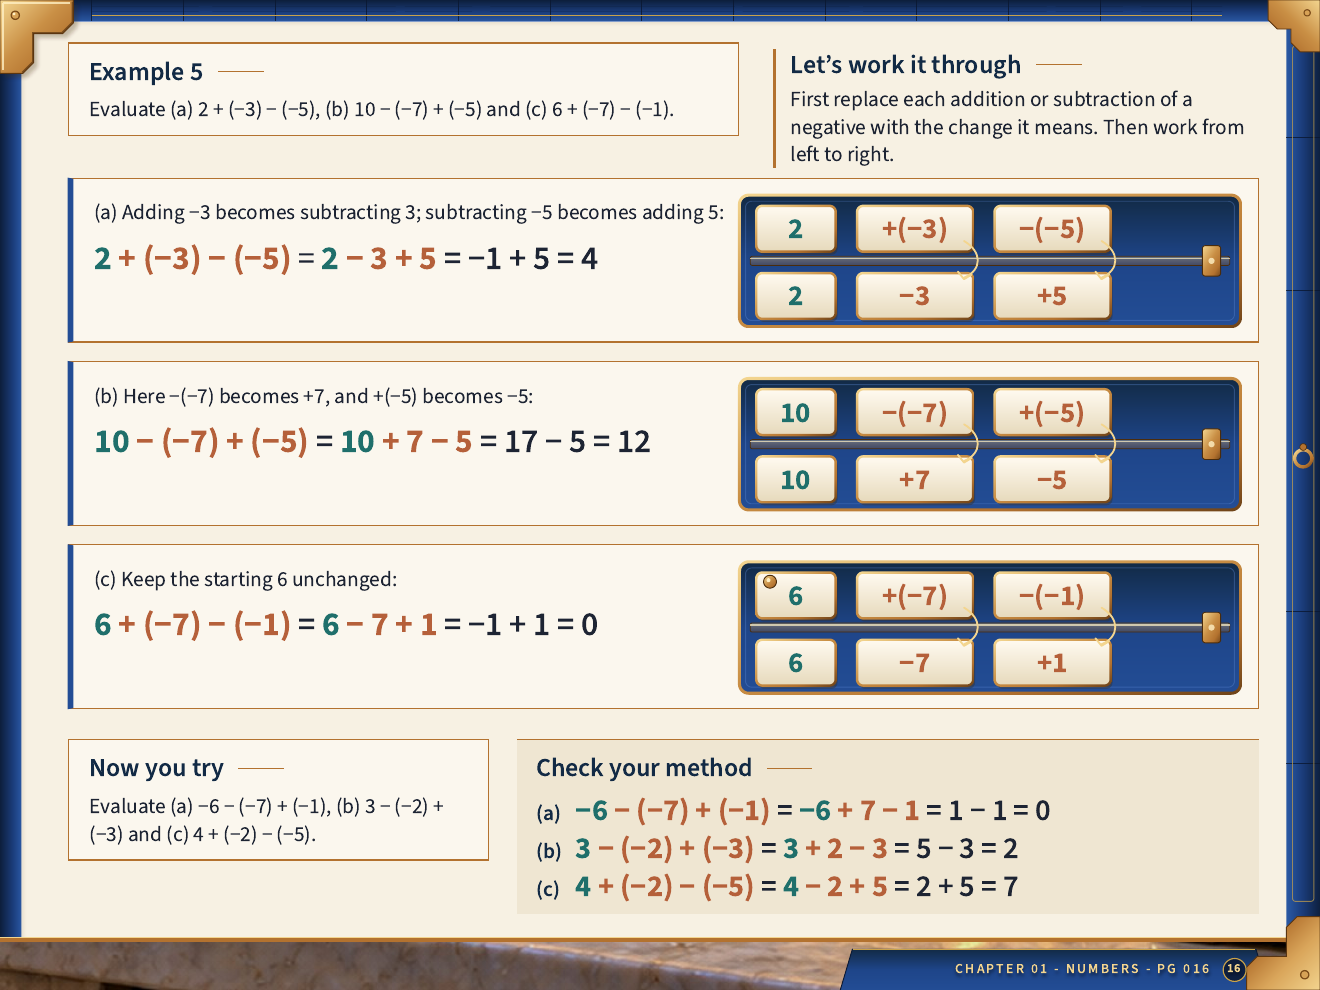 Example 5
Evaluate (a) 2 + (−3) − (−5), (b) 10 − (−7) + (−5) and (c) 6 + (−7) − (−1).
Let’s work it through
First replace each addition or subtraction of a
negative with the change it means. Then work from
left to right.
(a) Adding −3 becomes subtracting 3; subtracting −5 becomes adding 5:
2 + (−3) − (−5) = 2 − 3 + 5 = −1 + 5 = 4
2 +(−3) −(−5)
2 −3 +5
(b) Here −(−7) becomes +7, and +(−5) becomes −5:
10 − (−7) + (−5) = 10 + 7 − 5 = 17 − 5 = 12
10 −(−7) +(−5)
10 +7 −5
(c) Keep the starting 6 unchanged:
6 + (−7) − (−1) = 6 − 7 + 1 = −1 + 1 = 0
6 +(−7) −(−1)
6 −7 +1
Now you try
Evaluate (a) −6 − (−7) + (−1), (b) 3 − (−2) +
(−3) and (c) 4 + (−2) − (−5).
Check your method
(a) −6 − (−7) + (−1) = −6 + 7 − 1 = 1 − 1 = 0
(b) 3 − (−2) + (−3) = 3 + 2 − 3 = 5 − 3 = 2
(c) 4 + (−2) − (−5) = 4 − 2 + 5 = 2 + 5 = 7
CHAPTER 01 - NUMBERS - PG 016 16